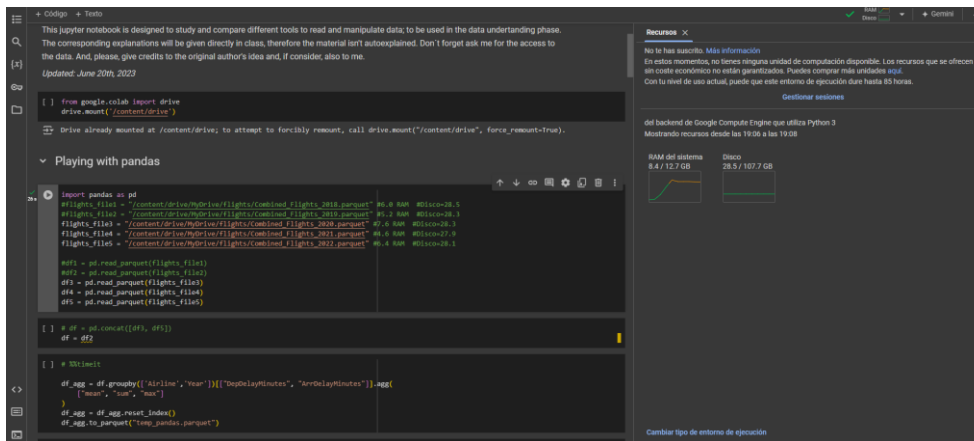 + Código + Texto
RAM
Disco
+ Gemini
This jupyter notebook is designed to study and compare different tools to read and manipulate data; to be used in the data undertanding phase.
The corresponding explanations will be given directly in class, therefore the material isn't autoexplained. Don't forget ask me for the access to
the data. And, please, give credits to the original author's idea and, if consider, also to me.
Updated: June 20th, 2023
[ ] from google.colab import drive
drive.mount('/content/drive')
Drive already mounted at /content/drive; to attempt to forcibly remount, call drive.mount("/content/drive", force_remount=True).
Playing with pandas
26 s
import pandas as pd
#flights_file1 = "/content/drive/MyDrive/flights/Combined_Flights_2018.parquet" #6.0 RAM #Disco=28.5
#flights_file2 = "/content/drive/MyDrive/flights/Combined_Flights_2019.parquet" #5.2 RAM #Disco=28.3
flights_file3 = "/content/drive/MyDrive/flights/Combined_Flights_2020.parquet" #7.6 RAM #Disco=28.3
flights_file4 = "/content/drive/MyDrive/flights/Combined_Flights_2021.parquet" #4.6 RAM #Disco=27.9
flights_file5 = "/content/drive/MyDrive/flights/Combined_Flights_2022.parquet" #6.4 RAM #Disco=28.1
#df1 = pd.read_parquet(flights_file1)
#df2 = pd.read_parquet(flights_file2)
df3 = pd.read_parquet(flights_file3)
df4 = pd.read_parquet(flights_file4)
df5 = pd.read_parquet(flights_file5)
[ ] # df = pd.concat([df3, df5])
df = df2
[ ] # %%timeit
df_agg = df.groupby(['Airline','Year'])[["DepDelayMinutes", "ArrDelayMinutes"]].agg(
["mean", "sum", "max"]
)
df_agg = df_agg.reset_index()
df_agg.to_parquet("temp_pandas.parquet")
Recursos X
No te has suscrito. Más información
En estos momentos, no tienes ninguna unidad de computación disponible. Los recursos que se ofrecen
sin coste económico no están garantizados. Puedes comprar más unidades aquí.
Con tu nivel de uso actual, puede que este entorno de ejecución dure hasta 85 horas.
Gestionar sesiones
del backend de Google Compute Engine que utiliza Python 3
Mostrando recursos desde las 19:06 a las 19:08
RAM del sistema
8.4 / 12.7 GB
Disco
28.5 / 107.7 GB
Cambiar tipo de entorno de ejecución